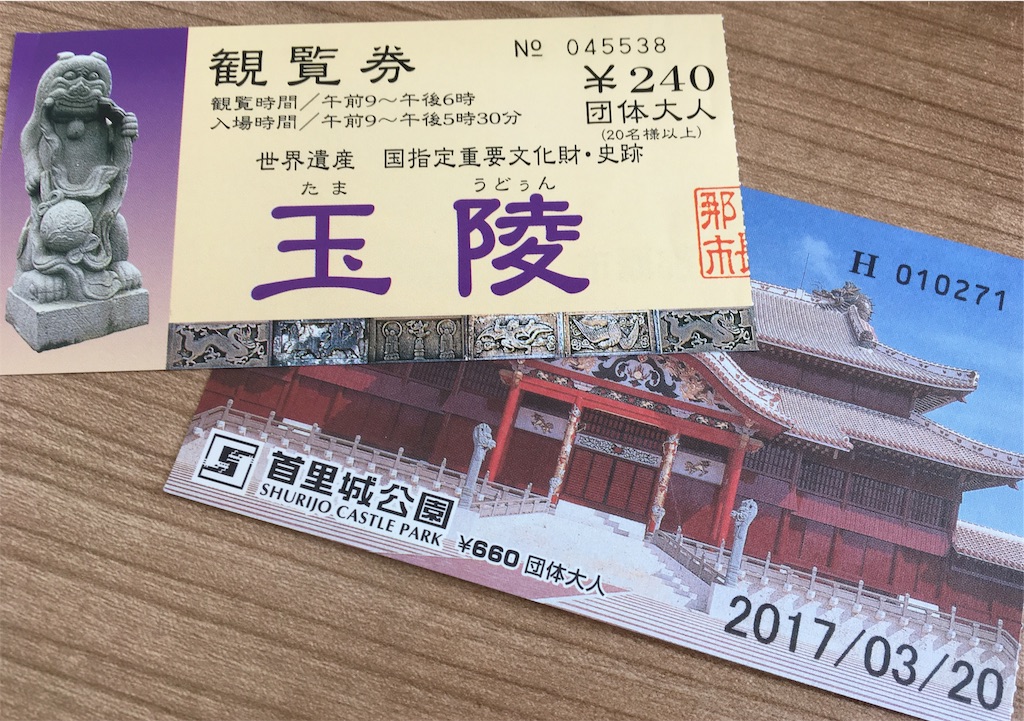 観覧券
№ 045538
¥240
観覧時間／午前9～午後6時
団体大人
入場時間／午前9～午後5時30分
(20名様以上)
世界遺産 国指定重要文化財・史跡
たま うどぅん
玉 陵
那
市長
H 010271
首里城公園
SHURIJO CASTLE PARK
¥660 団体大人
2017/03/20